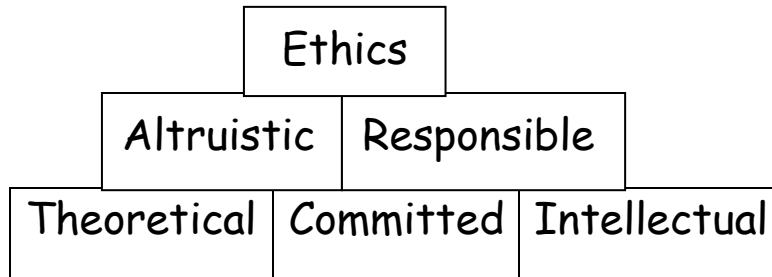 Ethics
Altruistic Responsible
Theoretical Committed Intellectual